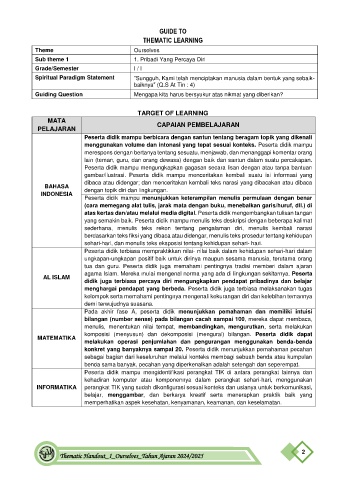 GUIDE TO
THEMATIC LEARNING
Theme Ourselves
Sub theme 1 1. Pribadi Yang Percaya Diri
Grade/Semester I / I
Spiritual Paradigm Statement "Sungguh, Kami telah menciptakan manusia dalam bentuk yang sebaik-
baiknya" (Q.S At Tin : 4)
Guiding Question Mengapa kita harus bersyukur atas nikmat yang diberikan?
TARGET OF LEARNING
MATA
PELAJARAN
CAPAIAN PEMBELAJARAN
BAHASA
INDONESIA
Peserta didik mampu berbicara dengan santun tentang beragam topik yang dikenali
menggunakan volume dan intonasi yang tepat sesuai konteks. Peserta didik mampu
merespons dengan bertanya tentang sesuatu, menjawab, dan menanggapi komentar orang
lain (teman, guru, dan orang dewasa) dengan baik dan santun dalam suatu percakapan.
Peserta didik mampu mengungkapkan gagasan secara lisan dengan atau tanpa bantuan
gambar/ilustrasi. Peserta didik mampu menceritakan kembali suatu isi informasi yang
dibaca atau didengar; dan menceritakan kembali teks narasi yang dibacakan atau dibaca
dengan topik diri dan lingkungan.
Peserta didik mampu menunjukkan keterampilan menulis permulaan dengan benar
(cara memegang alat tulis, jarak mata dengan buku, menebalkan garis/huruf, dll.) di
atas kertas dan/atau melalui media digital. Peserta didik mengembangkan tulisan tangan
yang semakin baik. Peserta didik mampu menulis teks deskripsi dengan beberapa kalimat
sederhana, menulis teks rekon tentang pengalaman diri, menulis kembali narasi
berdasarkan teks fiksi yang dibaca atau didengar, menulis teks prosedur tentang kehidupan
sehari-hari, dan menulis teks eksposisi tentang kehidupan sehari-hari.
AL ISLAM
Peserta didik terbiasa mempraktikkan nilai-nilai baik dalam kehidupan sehari-hari dalam
ungkapan-ungkapan positif baik untuk dirinya maupun sesama manusia, terutama orang
tua dan guru. Peserta didik juga memahami pentingnya tradisi memberi dalam ajaran
agama Islam. Mereka mulai mengenal norma yang ada di lingkungan sekitarnya. Peserta
didik juga terbiasa percaya diri mengungkapkan pendapat pribadinya dan belajar
menghargai pendapat yang berbeda. Peserta didik juga terbiasa melaksanakan tugas
kelompok serta memahami pentingnya mengenali kekurangan diri dan kelebihan temannya
demi terwujudnya suasana.
MATEMATIKA
Pada akhir fase A, peserta didik menunjukkan pemahaman dan memiliki intuisi
bilangan (number sense) pada bilangan cacah sampai 100, mereka dapat membaca,
menulis, menentukan nilai tempat, membandingkan, mengurutkan, serta melakukan
komposisi (menyusun) dan dekomposisi (mengurai) bilangan. Peserta didik dapat
melakukan operasi penjumlahan dan pengurangan menggunakan benda-benda
konkret yang banyaknya sampai 20. Peserta didik menunjukkan pemahaman pecahan
sebagai bagian dari keseluruhan melalui konteks membagi sebuah benda atau kumpulan
benda sama banyak, pecahan yang diperkenalkan adalah setengah dan seperempat.
INFORMATIKA
Peserta didik mampu mengidentifikasi perangkat TIK di antara perangkat lainnya dan
kehadiran komputer atau komponennya dalam perangkat sehari-hari, menggunakan
perangkat TIK yang sudah dikonfigurasi sesuai konteks dan usianya untuk berkomunikasi,
belajar, menggambar, dan berkarya kreatif serta menerapkan praktik baik yang
memperhatikan aspek kesehatan, kenyamanan, keamanan, dan keselamatan.
Thematic Handout_1_Ourselves_Tahun Ajaran 2024/2025
2